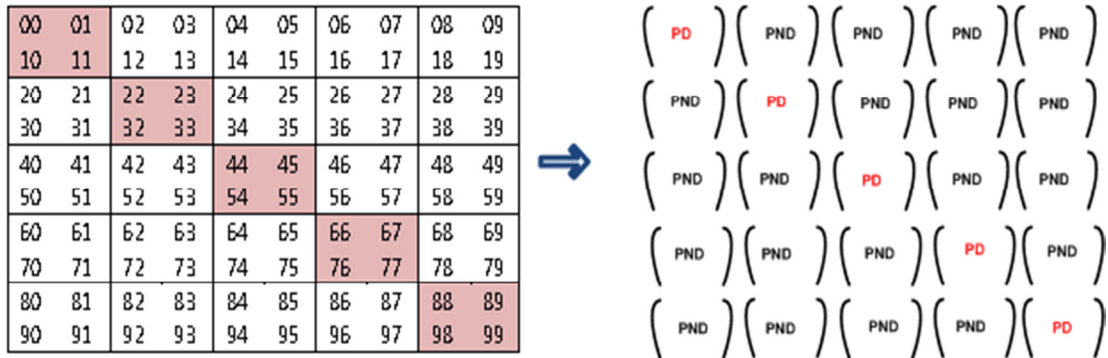 00 01 02 03 04 05 06 07 08 09
10 11 12 13 14 15 16 17 18 19
20 21 22 23 24 25 26 27 28 29
30 31 32 33 34 35 36 37 38 39
40 41 42 43 44 45 46 47 48 49
50 51 52 53 54 55 56 57 58 59
60 61 62 63 64 65 66 67 68 69
70 71 72 73 74 75 76 77 78 79
80 81 82 83 84 85 86 87 88 89
90 91 92 93 94 95 96 97 98 99
(PD) (PND) (PND) (PND) (PND)
(PND) (PD) (PND) (PND) (PND)
(PND) (PND) (PD) (PND) (PND)
(PND) (PND) (PND) (PD) (PND)
(PND) (PND) (PND) (PND) (PD)